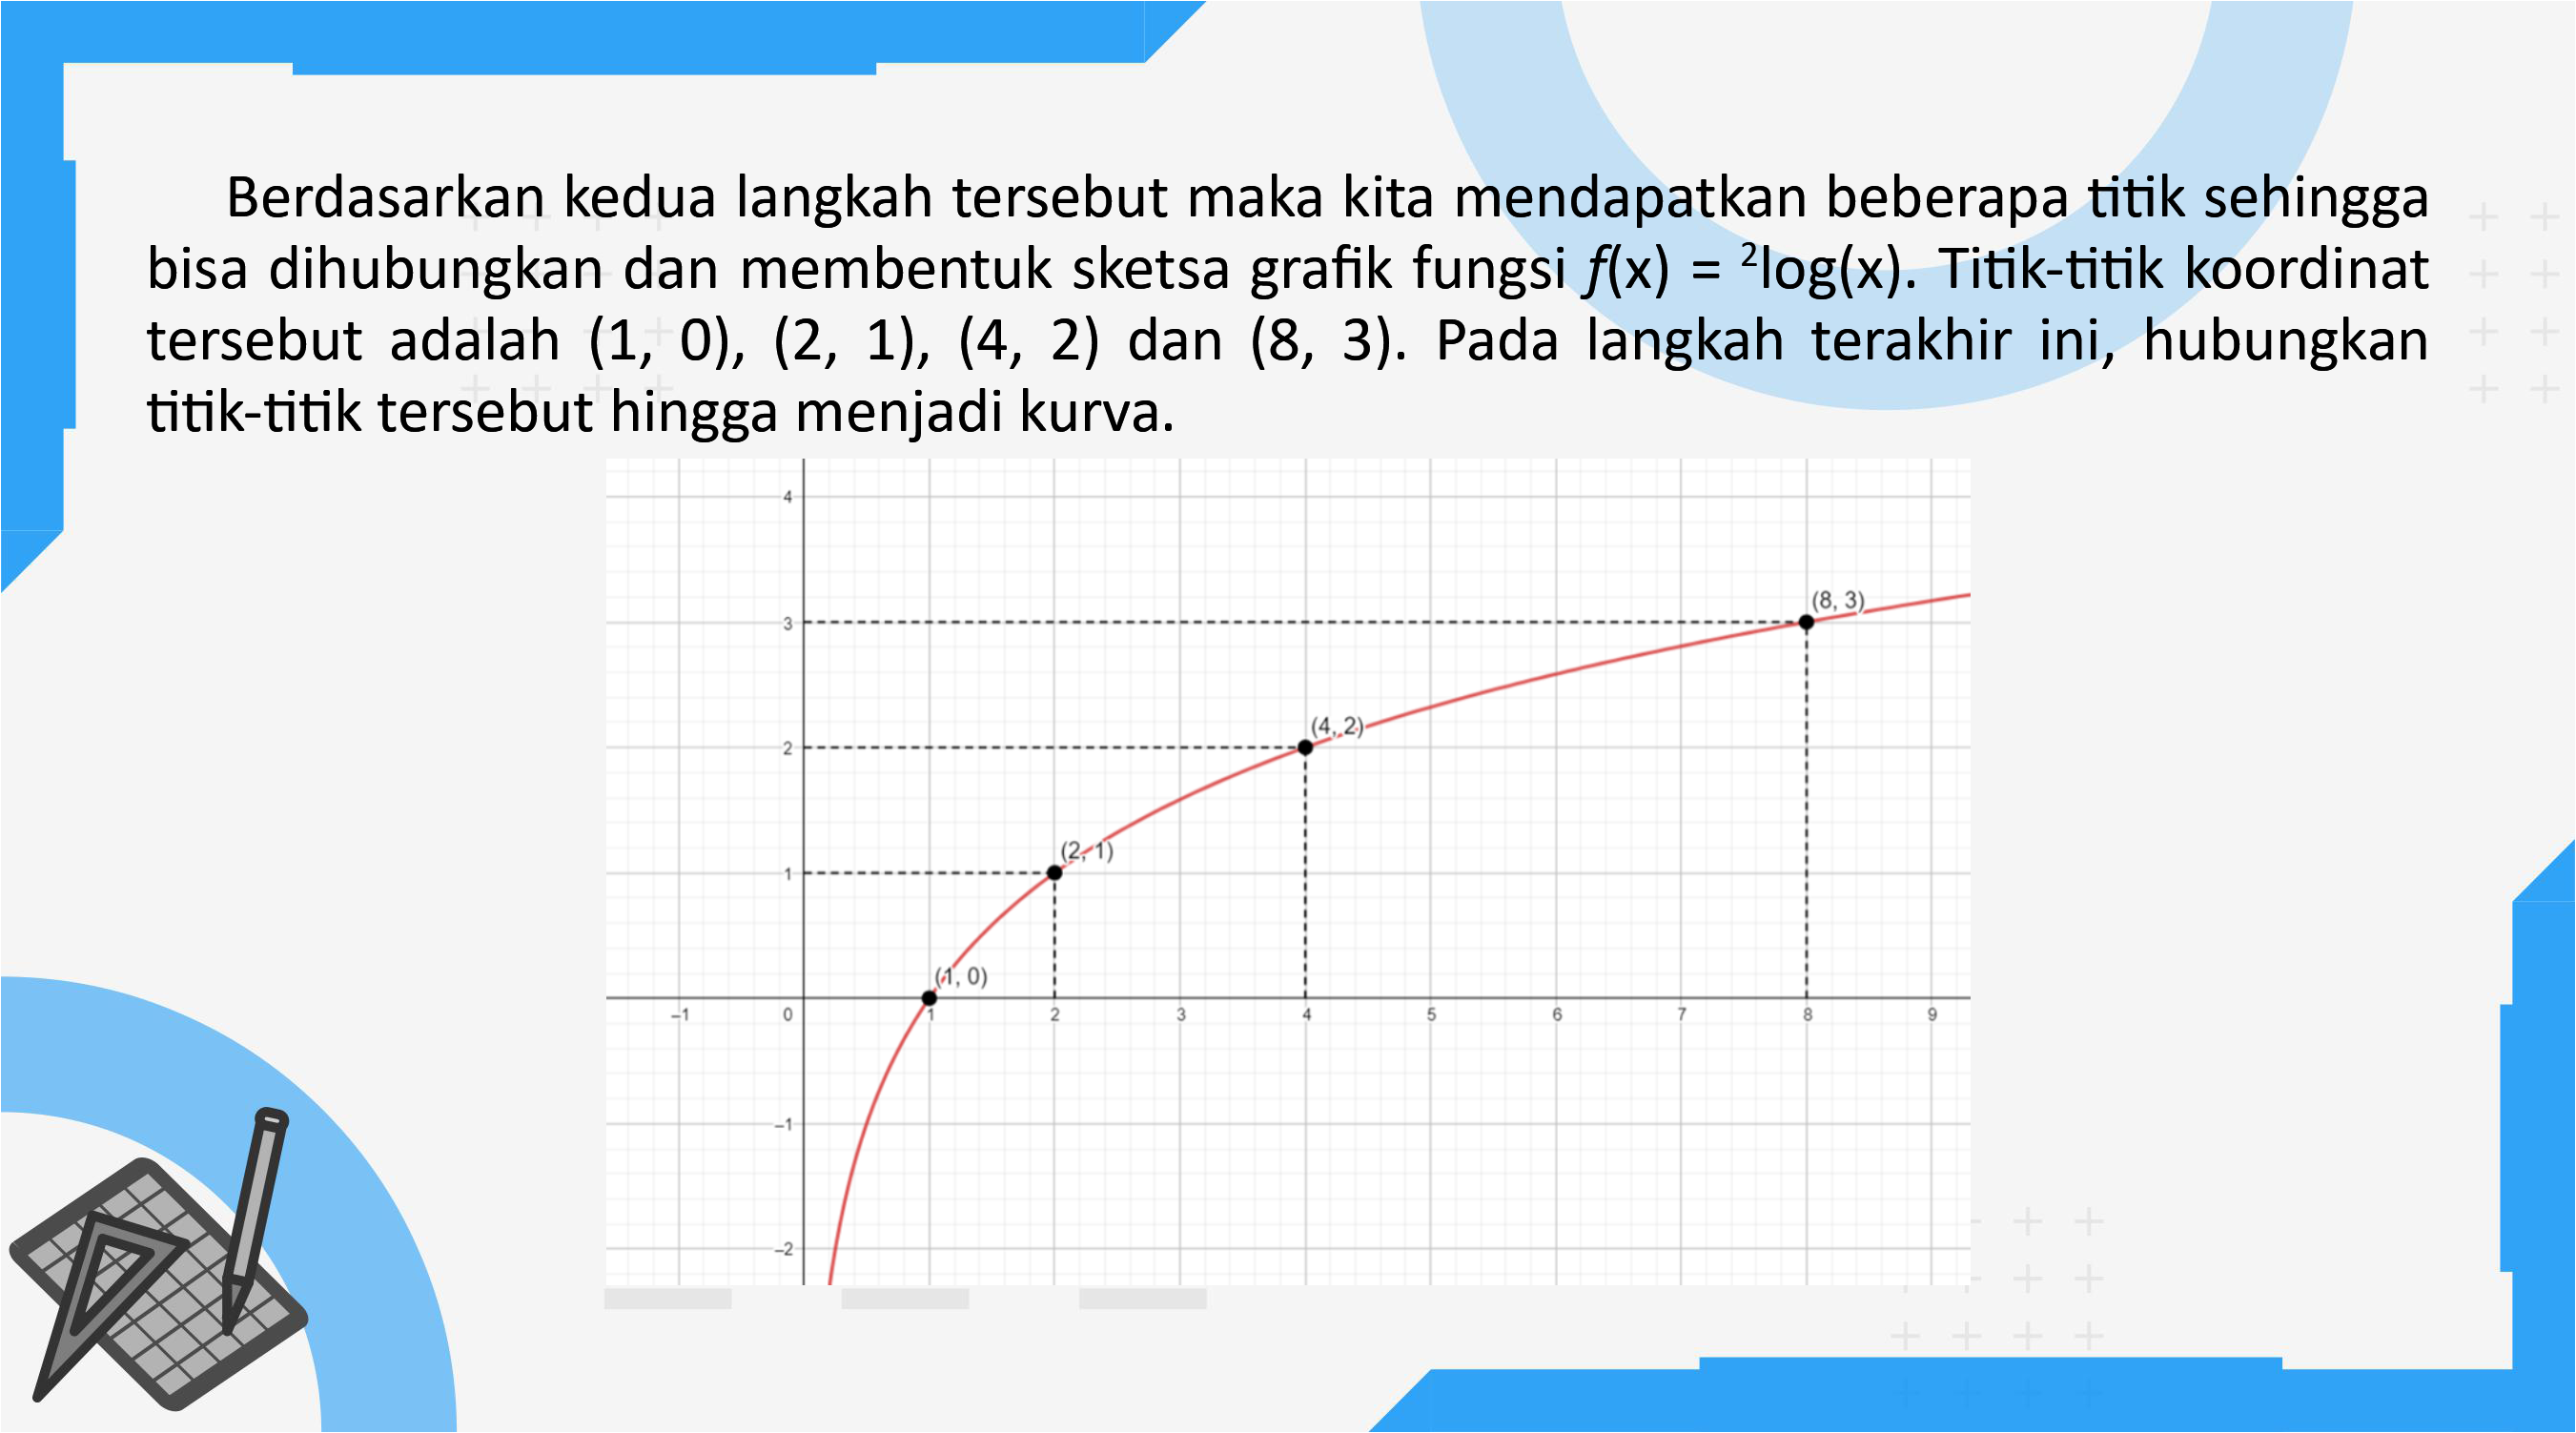 Berdasarkan kedua langkah tersebut maka kita mendapatkan beberapa titik sehingga
bisa dihubungkan dan membentuk sketsa grafik fungsi f(x) = ²log(x). Titik-titik koordinat
tersebut adalah (1, 0), (2, 1), (4, 2) dan (8, 3). Pada langkah terakhir ini, hubungkan
titik-titik tersebut hingga menjadi kurva.
4
(8, 3)
3
(4, 2)
2
(2, 1)
1
(1, 0)
–1 0 1 2 3 4 5 6 7 8 9
–1
–2